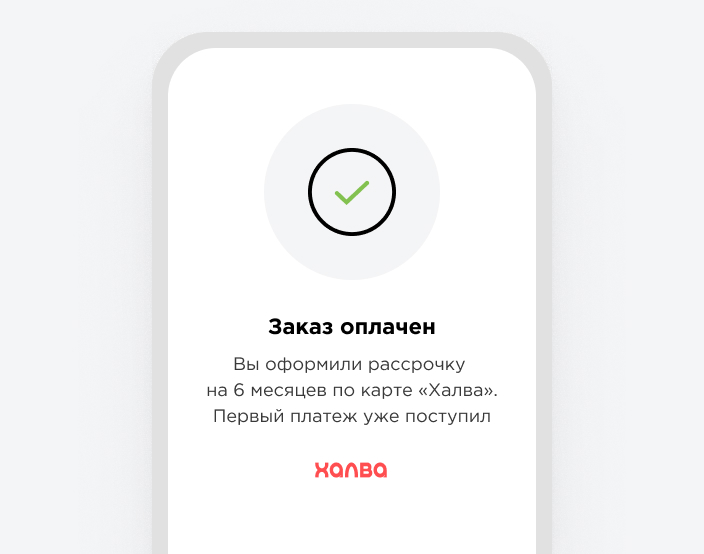 Заказ оплачен
Вы оформили рассрочку
на 6 месяцев по карте «Халва».
Первый платеж уже поступил
халва